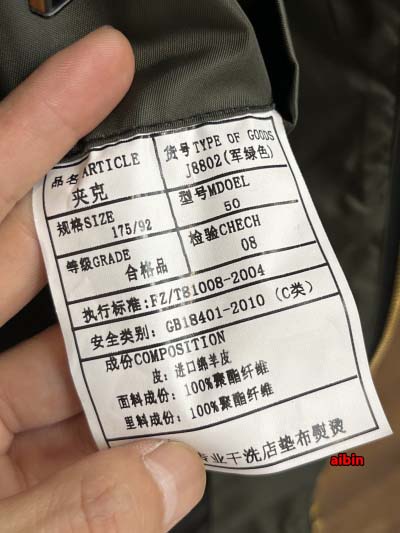 品名ARTICLE 货号TYPE OF GOODS
夹克 J8802(军绿色)
规格SIZE 型号MDOEL
175/92 50
等级GRADE 检验CHECH
合格品 08
执行标准:FZ/T81008-2004
安全类别: GB18401-2010 (C类)
成份COMPOSITION
皮: 进口绵羊皮
面料成份: 100%聚酯纤维
里料成份: 100%聚酯纤维
专业干洗店垫布熨烫
aibin